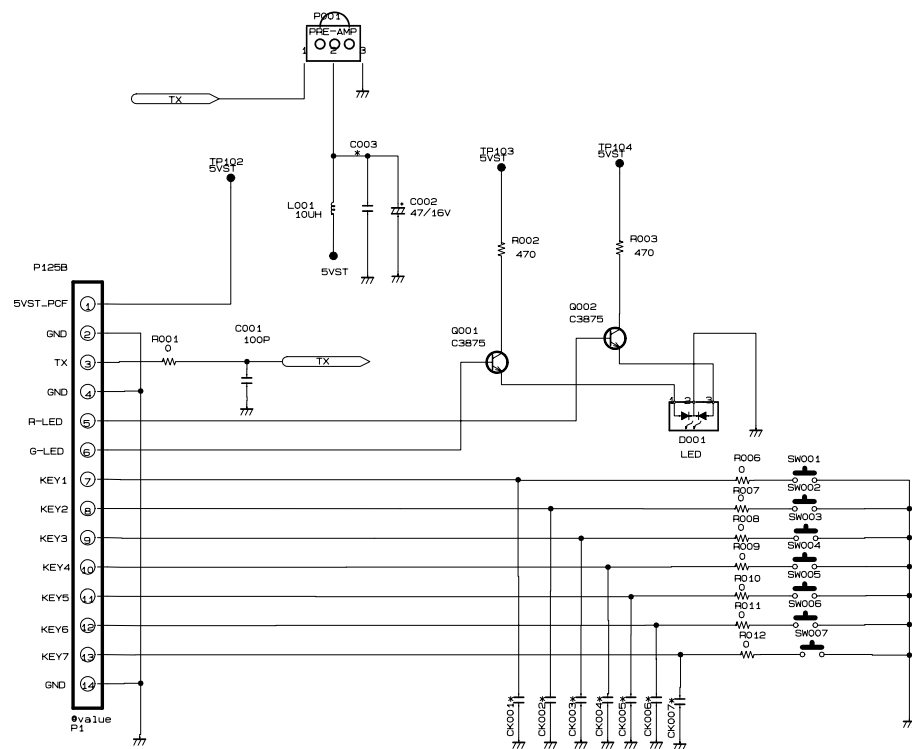 P001
PRE-AMP
1 2 3
TX
C003
*
TP102
5VST
TP103
5VST
TP104
5VST
L001
10UH
C002
+
47/16V
5VST
R002
470
R003
470
P125B
5VST_PCF 1
GND 2
TX 3
GND 4
R-LED 5
G-LED 6
KEY1 7
KEY2 8
KEY3 9
KEY4 10
KEY5 11
KEY6 12
KEY7 13
GND 14
@value
P1
R001
0
C001
100P
TX
Q001
C3875
Q002
C3875
1 2 3
D001
LED
R006
0
SW001
R007
0
SW002
R008
0
SW003
R009
0
SW004
R010
0
SW005
R011
0
SW006
R012
0
SW007
CK001*
CK002*
CK003*
CK004*
CK005*
CK006*
CK007*